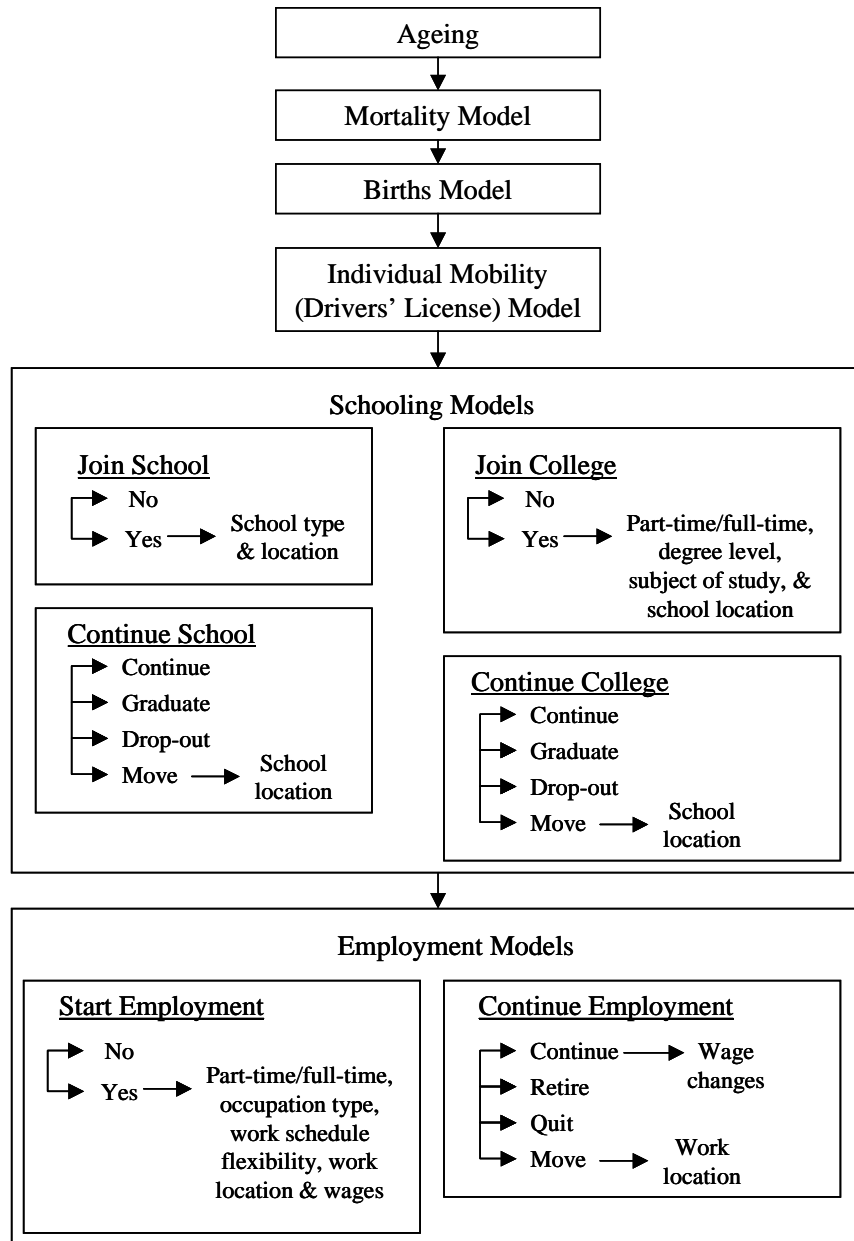 Ageing
Mortality Model
Births Model
Individual Mobility
(Drivers’ License) Model
Schooling Models
Join School
No
Yes
School type
& location
Continue School
Continue
Graduate
Drop-out
Move
School
location
Join College
No
Yes
Part-time/full-time,
degree level,
subject of study, &
school location
Continue College
Continue
Graduate
Drop-out
Move
School
location
Employment Models
Start Employment
No
Yes
Part-time/full-time,
occupation type,
work schedule
flexibility, work
location & wages
Continue Employment
Continue
Wage
changes
Retire
Quit
Move
Work
location